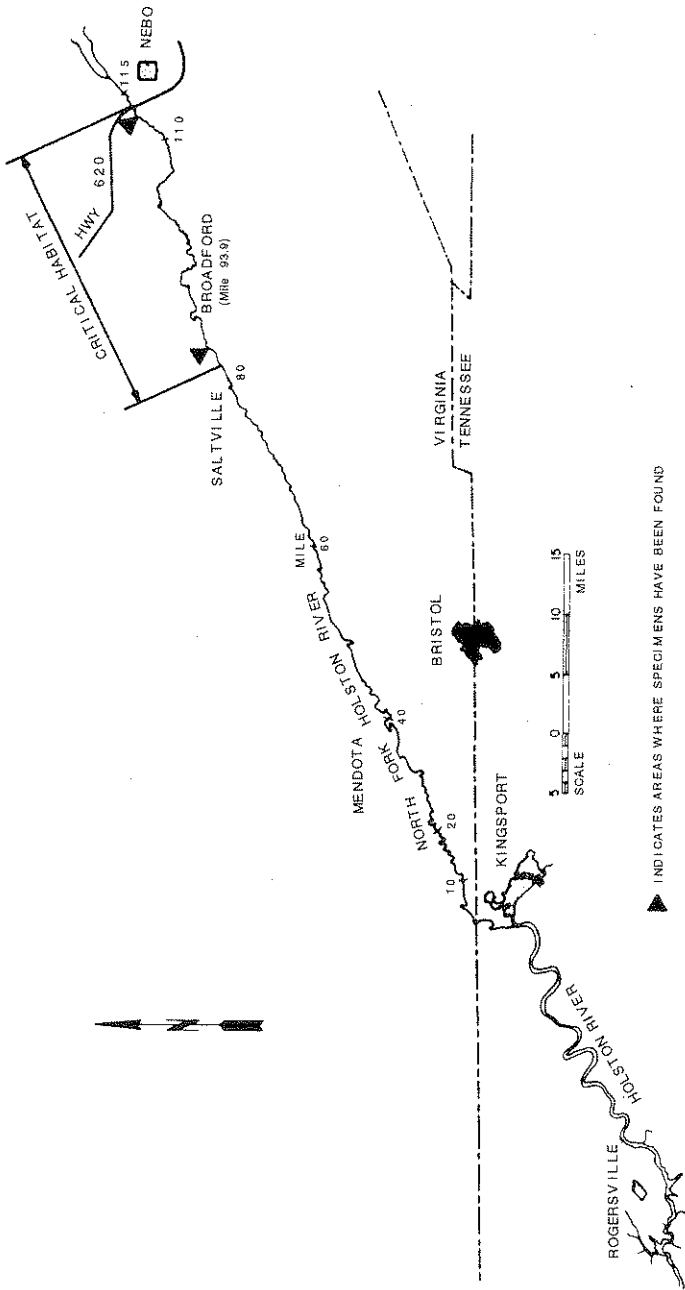 CRITICAL HABITAT
HWY 620
115
NEBO
110
BROADFORD
(Mile 93.9)
SALTVILLE
80
MILE
60
MENDOTA
NORTH FORK HOLSTON RIVER
40
20
10
VIRGINIA
TENNESSEE
BRISTOL
KINGSPORT
HOLSTON RIVER
ROGERSVILLE
N
5 0 5 10 15
SCALE MILES
INDICATES AREAS WHERE SPECIMENS HAVE BEEN FOUND